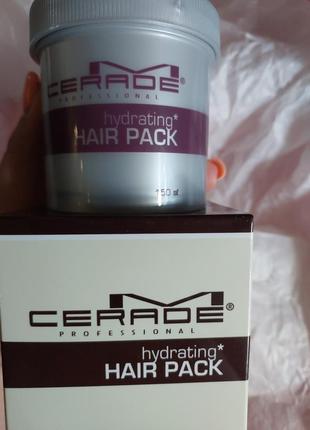 M
CERADE®
PROFESSIONAL
hydrating*
HAIR PACK
150 ml
M
CERADE®
PROFESSIONAL
hydrating*
HAIR PACK